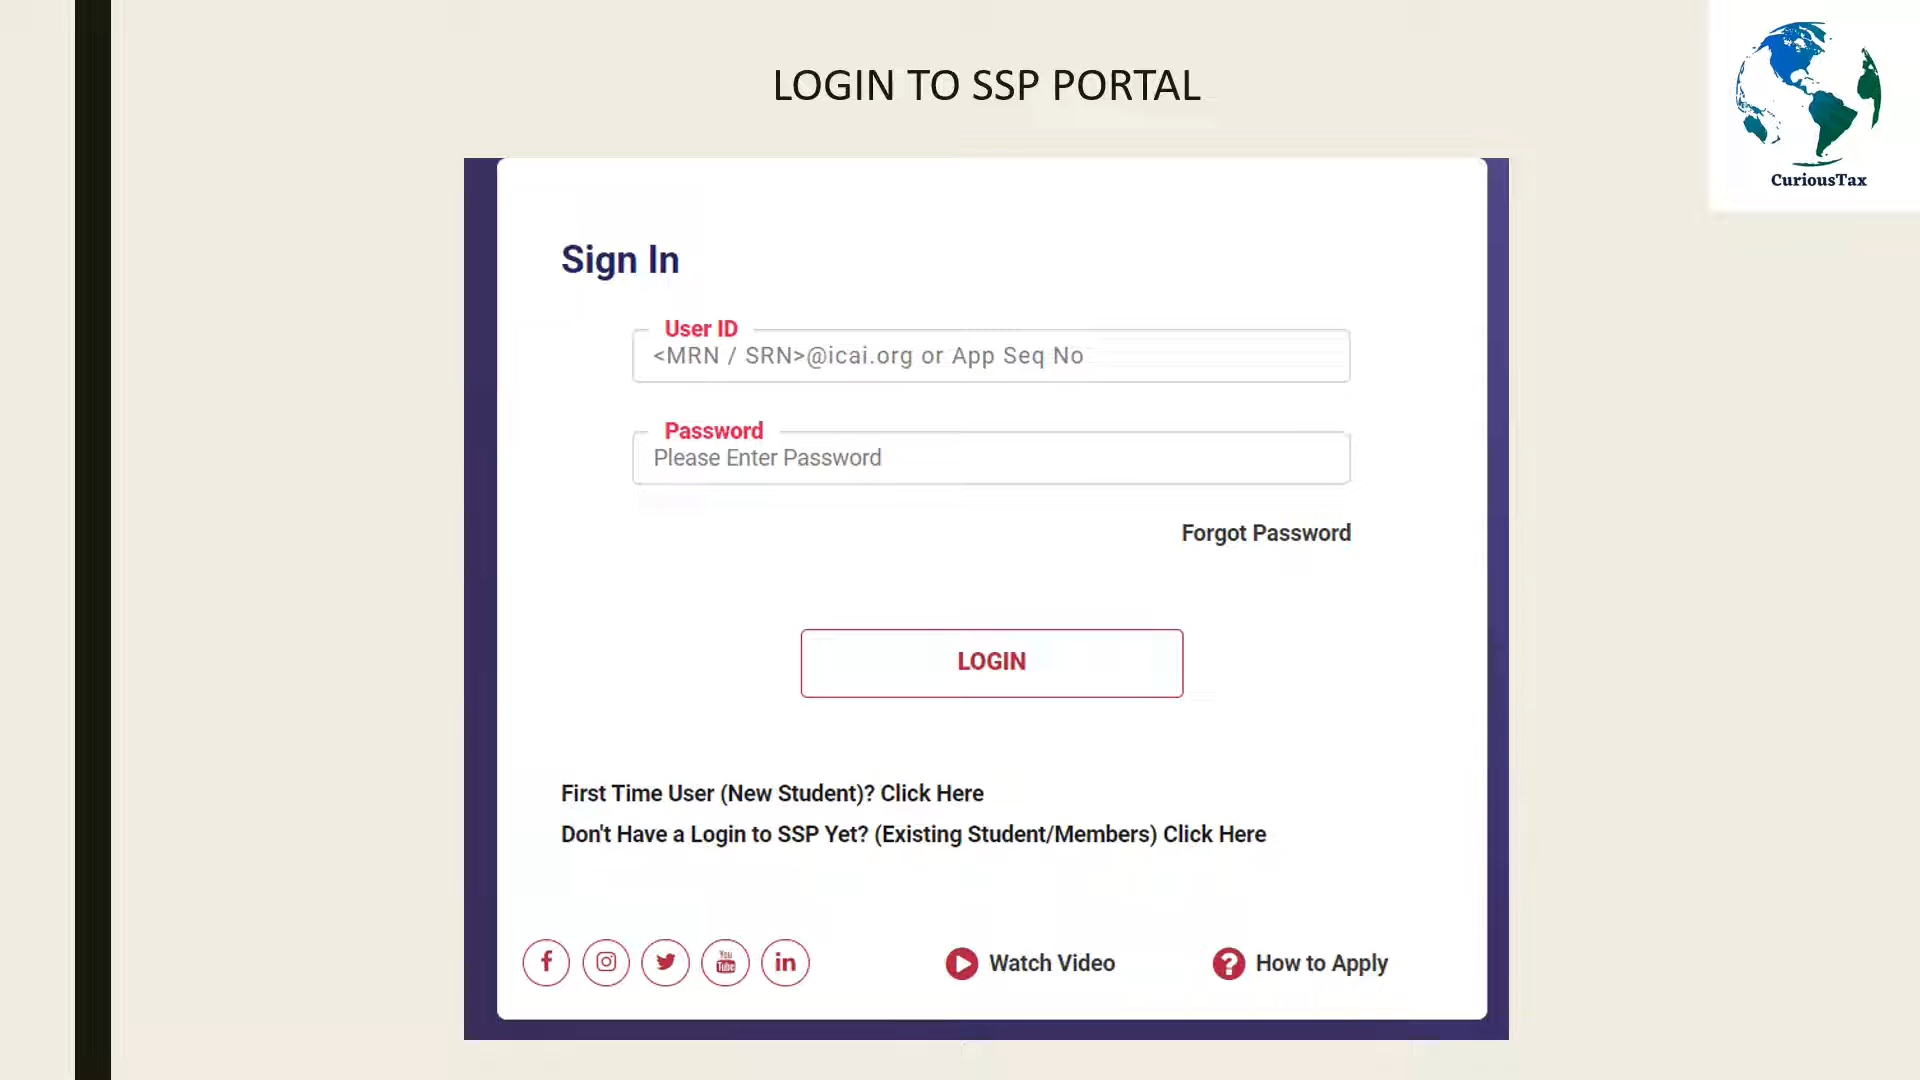 LOGIN TO SSP PORTAL
CuriousTax
Sign In
User ID
<MRN / SRN>@icai.org or App Seq No
Password
Please Enter Password
Forgot Password
LOGIN
First Time User (New Student)? Click Here
Don't Have a Login to SSP Yet? (Existing Student/Members) Click Here
You Tube
Watch Video
How to Apply